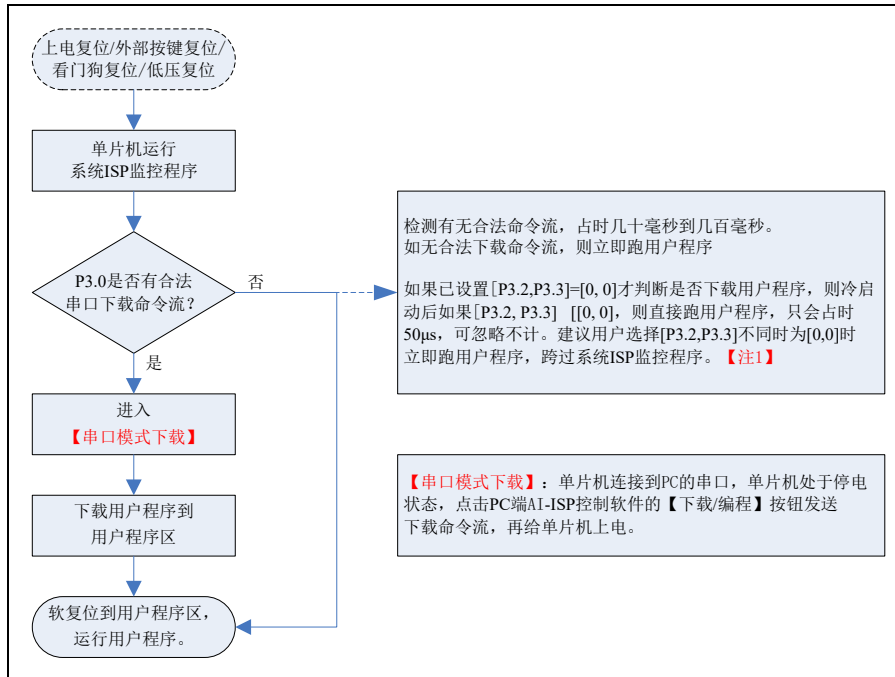 上电复位/外部按键复位/
看门狗复位/低压复位
单片机运行
系统ISP监控程序
P3.0是否有合法
串口下载命令流？
否
是
进入
【串口模式下载】
下载用户程序到
用户程序区
软复位到用户程序区，
运行用户程序。
检测有无合法命令流，占时几十毫秒到几百毫秒。
如无合法下载命令流，则立即跑用户程序
如果已设置[P3.2,P3.3]=[0, 0]才判断是否下载用户程序，则冷启
动后如果[P3.2, P3.3] [[0, 0]，则直接跑用户程序，只会占时
50μs，可忽略不计。建议用户选择[P3.2,P3.3]不同时为[0,0]时
立即跑用户程序，跨过系统ISP监控程序。【注1】
【串口模式下载】：单片机连接到PC的串口，单片机处于停电
状态，点击PC端AI-ISP控制软件的【下载/编程】按钮发送
下载命令流，再给单片机上电。